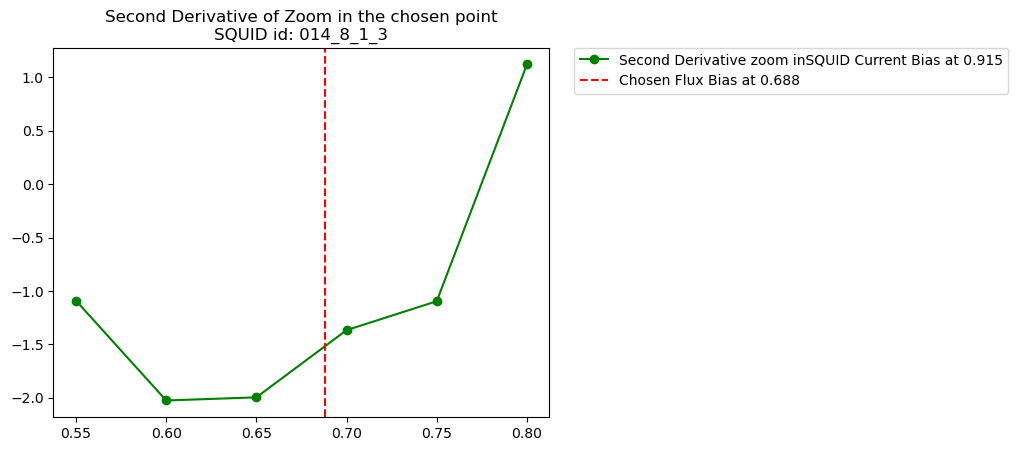 Second Derivative of Zoom in the chosen point
SQUID id: 014_8_1_3
Second Derivative zoom inSQUID Current Bias at 0.915
Chosen Flux Bias at 0.688
1.0
0.5
0.0
−0.5
−1.0
−1.5
−2.0
0.55 0.60 0.65 0.70 0.75 0.80